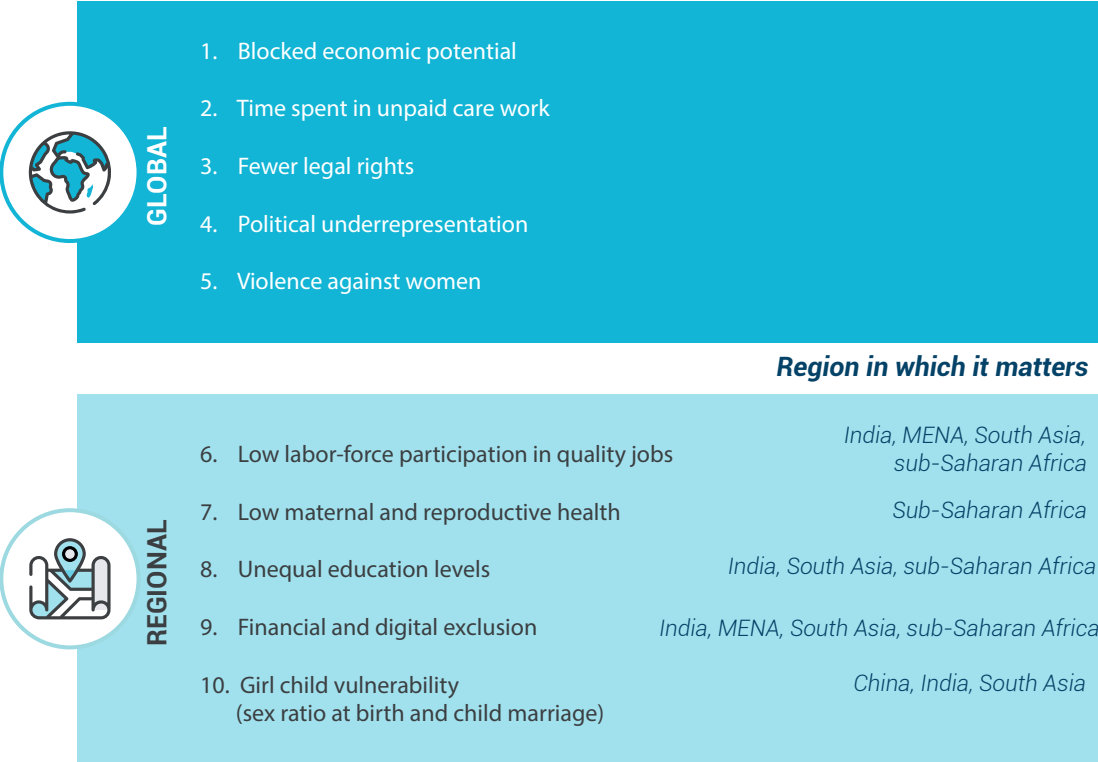 GLOBAL
1. Blocked economic potential
2. Time spent in unpaid care work
3. Fewer legal rights
4. Political underrepresentation
5. Violence against women
Region in which it matters
REGIONAL
6. Low labor-force participation in quality jobs
India, MENA, South Asia,
sub-Saharan Africa
7. Low maternal and reproductive health
Sub-Saharan Africa
8. Unequal education levels
India, South Asia, sub-Saharan Africa
9. Financial and digital exclusion
India, MENA, South Asia, sub-Saharan Africa
10. Girl child vulnerability
(sex ratio at birth and child marriage)
China, India, South Asia